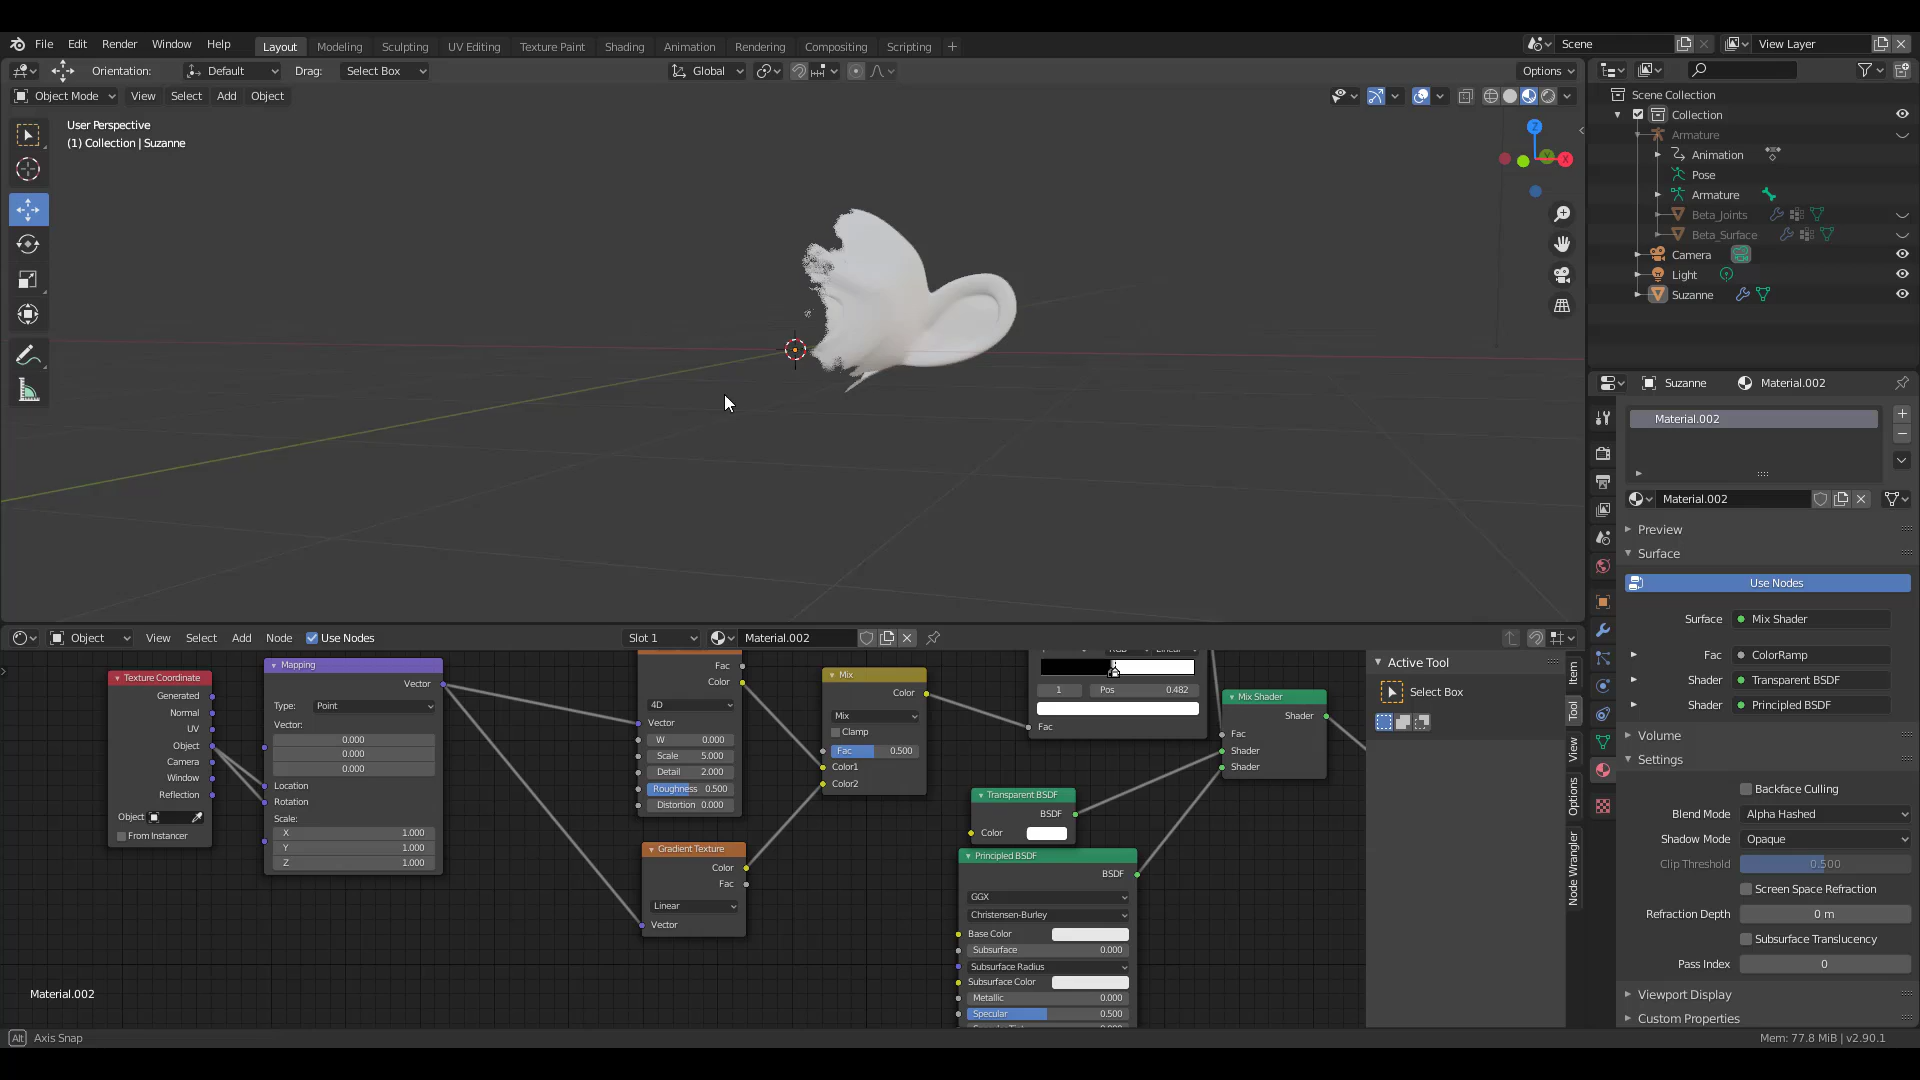 File Edit Render Window Help Layout Modeling Sculpting UV Editing Texture Paint Shading Animation Rendering Compositing Scripting + Scene View Layer
Orientation: Default Drag: Select Box Global Options
Object Mode View Select Add Object
User Perspective
(1) Collection | Suzanne
Z
Y
X
Scene Collection
Collection
Armature
Animation
Pose
Armature
Beta_Joints
Beta_Surface
Camera
Light
Suzanne
Suzanne Material.002
Material.002
Material.002
Preview
Surface
Use Nodes
Surface Mix Shader
Fac ColorRamp
Shader Transparent BSDF
Shader Principled BSDF
Volume
Settings
Backface Culling
Blend Mode Alpha Hashed
Shadow Mode Opaque
Clip Threshold 0.500
Screen Space Refraction
Refraction Depth 0 m
Subsurface Translucency
Pass Index 0
Viewport Display
Custom Properties
Object View Select Add Node Use Nodes Slot 1 Material.002
Texture Coordinate
Generated
Normal
UV
Object
Camera
Window
Reflection
Object
From Instancer
Mapping
Vector
Type: Point
Vector:
0.000
0.000
0.000
Location
Rotation
Scale:
X 1.000
Y 1.000
Z 1.000
Fac
Color
4D
Vector
W 0.000
Scale 5.000
Detail 2.000
Roughness 0.500
Distortion 0.000
Gradient Texture
Color
Fac
Linear
Vector
Mix
Color
Mix
Clamp
Fac 0.500
Color1
Color2
1 Pos 0.482
Fac
Transparent BSDF
BSDF
Color
Principled BSDF
BSDF
GGX
Christensen-Burley
Base Color
Subsurface 0.000
Subsurface Radius
Subsurface Color
Metallic 0.000
Specular 0.500
Mix Shader
Shader
Fac
Shader
Shader
Active Tool
Select Box
Item
Tool
View
Options
Node Wrangler
Material.002
Alt Axis Snap
Mem: 77.8 MiB | v2.90.1